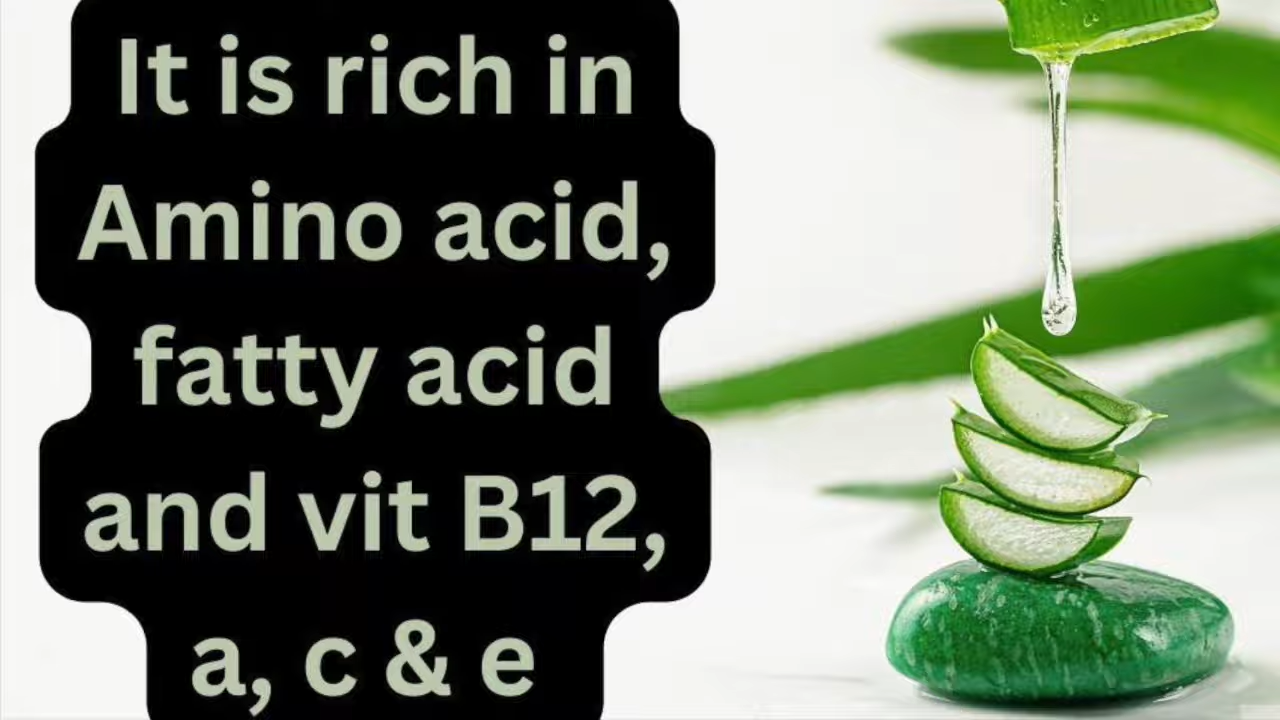 It is rich in
Amino acid,
fatty acid
and vit B12,
a, c & e